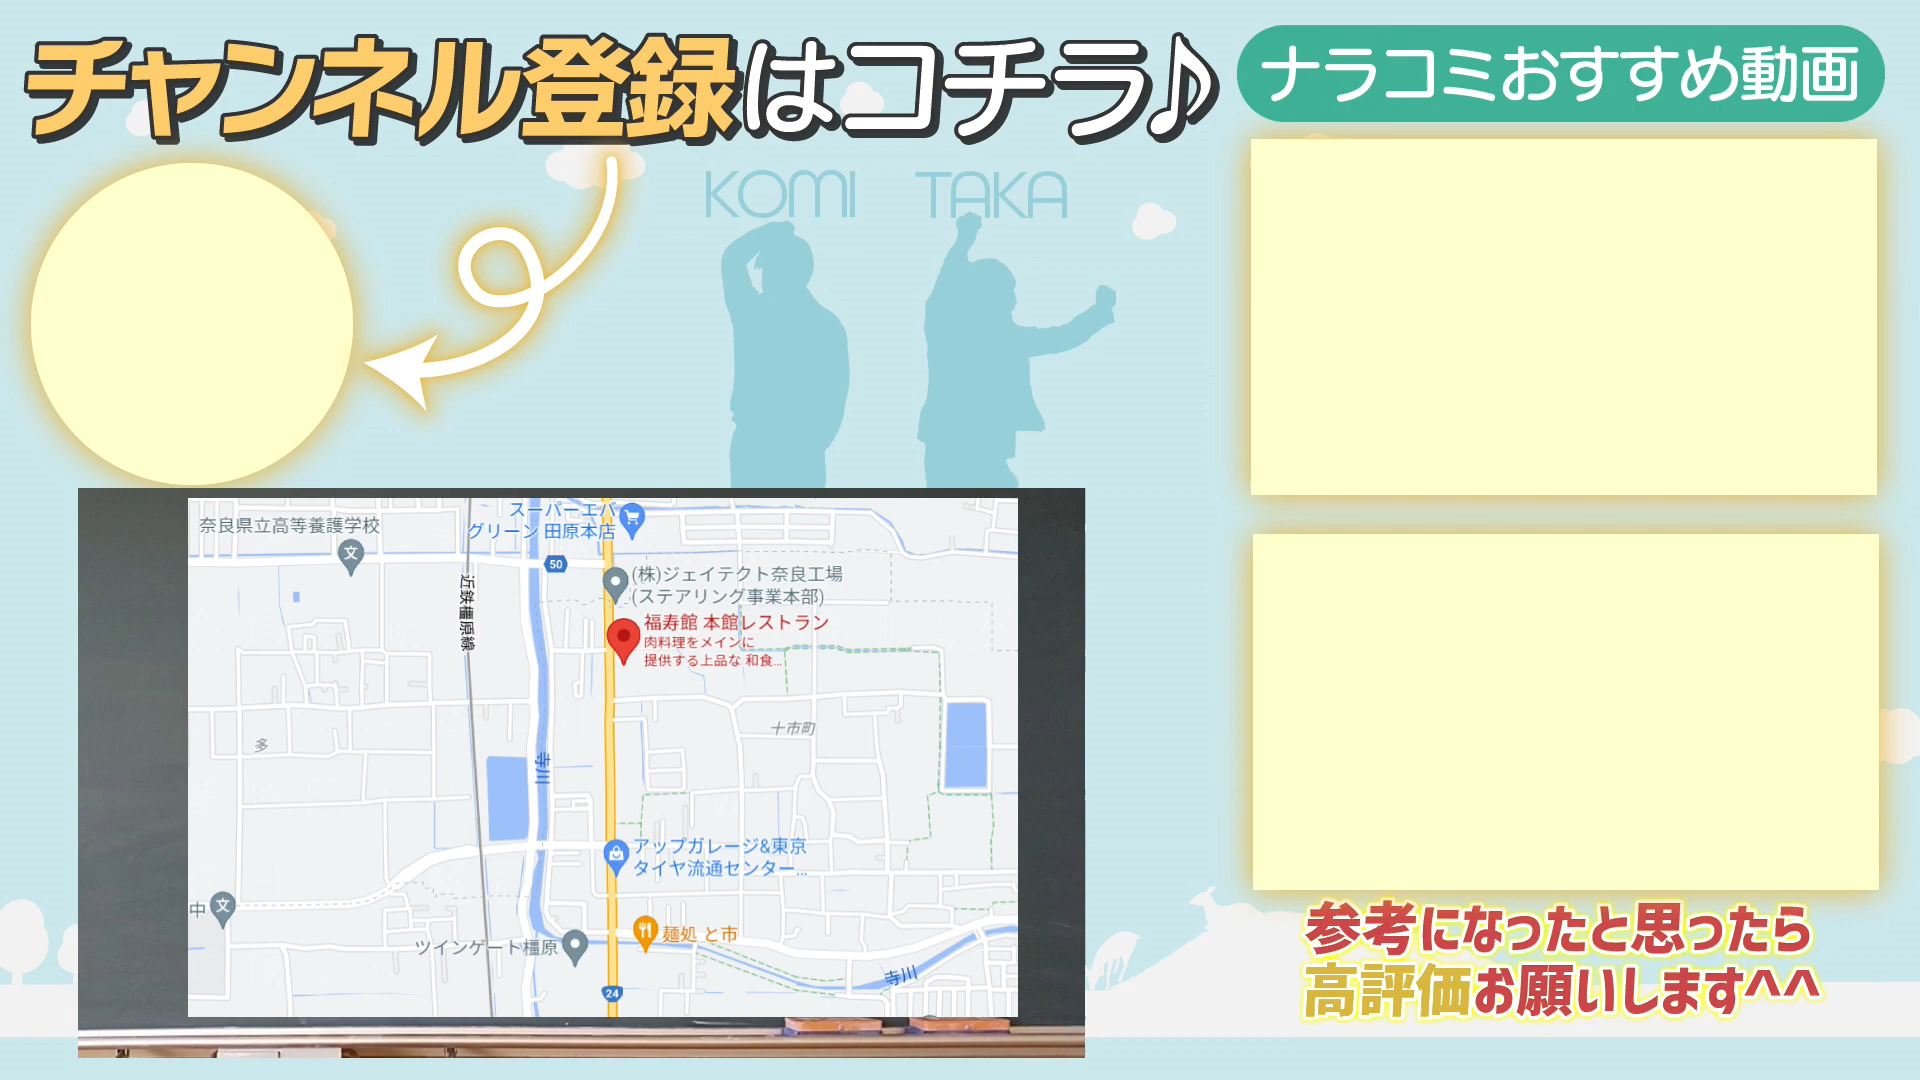 チャンネル登録はコチラ♪
ナラコミおすすめ動画
KOMI TAKA
スーパーエバ
グリーン 田原本店
奈良県立高等養護学校
文
50
近鉄橿原線
(株)ジェイテクト奈良工場
(ステアリング事業本部)
福寿館 本館レストラン
肉料理をメインに
提供する上品な 和食...
十市町
多
寺川
アップガレージ&東京
タイヤ流通センター...
中
文
麺処 と市
ツインゲート橿原
寺川
24
参考になったと思ったら
高評価お願いします^^